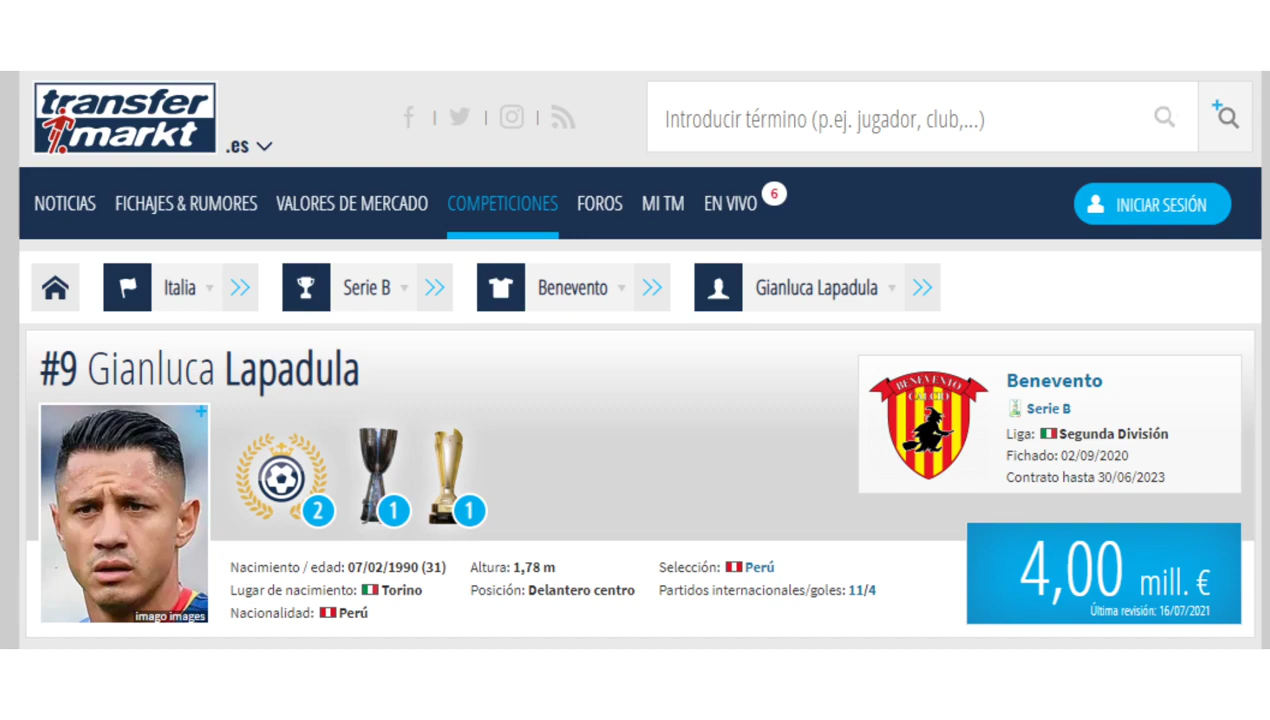 transfer
markt
.es
Introducir término (p.ej. jugador, club,...)
NOTICIAS FICHAJES & RUMORES VALORES DE MERCADO COMPETICIONES FOROS MI TM EN VIVO 6 INICIAR SESIÓN
Italia Serie B Benevento Gianluca Lapadula
#9 Gianluca Lapadula
BENEVENTO
CALCIO
Benevento
Serie B
Liga: Segunda División
Fichado: 02/09/2020
Contrato hasta 30/06/2023
2 1 1
imago images
Nacimiento / edad: 07/02/1990 (31)
Lugar de nacimiento: Torino
Nacionalidad: Perú
Altura: 1,78 m
Posición: Delantero centro
Selección: Perú
Partidos internacionales/goles: 11/4
4,00 mill. €
Última revisión: 16/07/2021